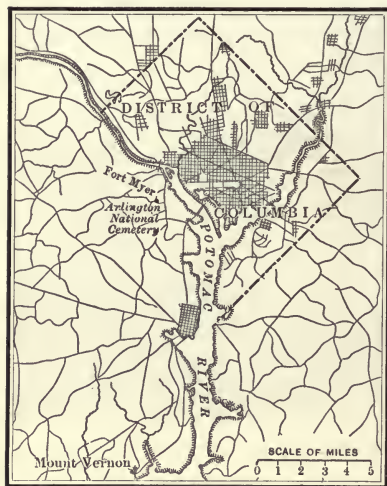 DISTRICT OF
COLUMBIA
Fort Myer
Arlington
National
Cemetery
POTOMAC
RIVER
Mount Vernon
SCALE OF MILES
0 1 2 3 4 5